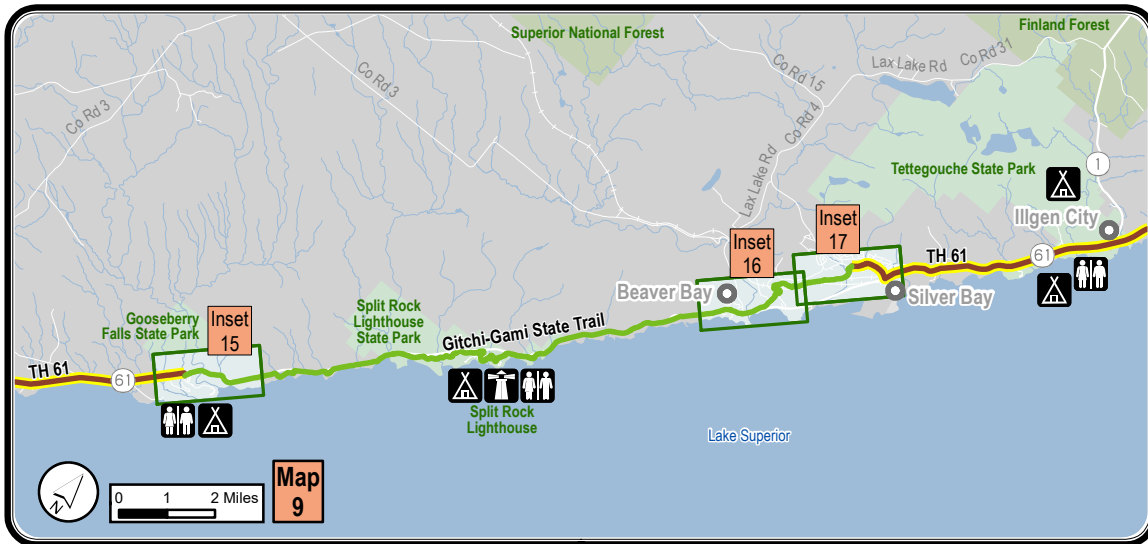 Superior National Forest
Finland Forest
Co Rd 3
Co Rd 3
Co Rd 15
Lax Lake Rd
Co Rd 31
Co Rd 4
Lax Lake Rd
Tettegouche State Park
1
Illgen City
Inset
17
Inset
16
TH 61
61
Beaver Bay
Silver Bay
Split Rock
Lighthouse
State Park
Gooseberry
Falls State Park
Inset
15
Gitchi-Gami State Trail
TH 61
61
Split Rock
Lighthouse
Lake Superior
N
0 1 2 Miles
Map
9